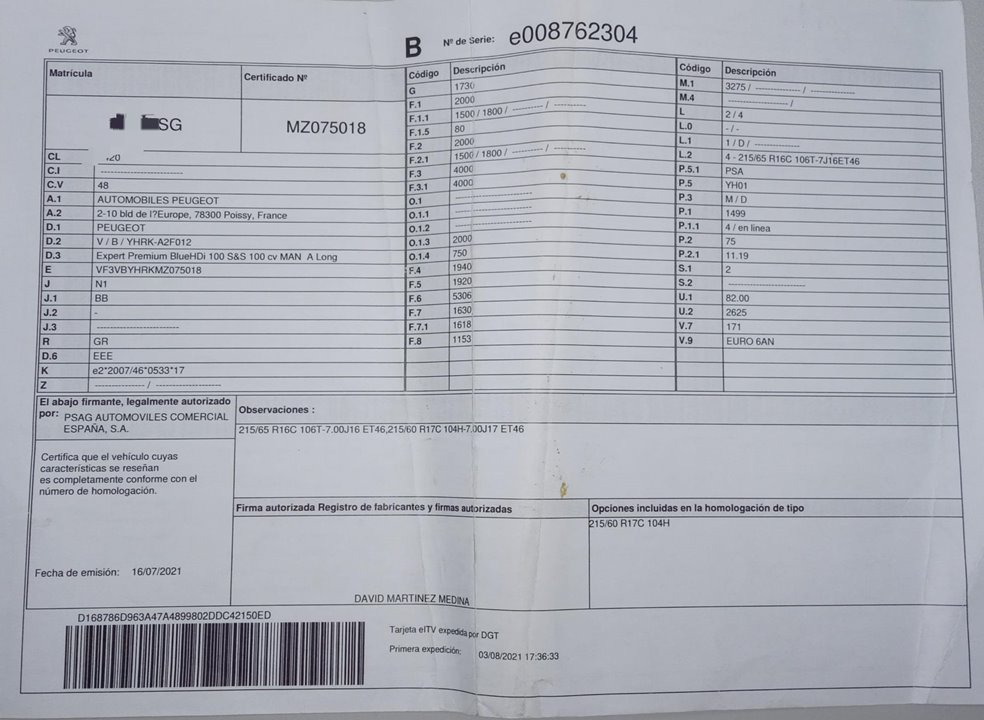 PEUGEOT
B Nº de Serie: e008762304
Matrícula Certificado Nº
SG MZ075018
CL
C.I -----------------------
C.V 48
A.1 AUTOMOBILES PEUGEOT
A.2 2-10 bld de l?Europe, 78300 Poissy, France
D.1 PEUGEOT
D.2 V / B / YHRK-A2F012
D.3 Expert Premium BlueHDi 100 S&S 100 cv MAN A Long
E VF3VBYHRKMZ075018
J N1
J.1 BB
J.2 -
J.3 -----------------------
R GR
D.6 EEE
K e2*2007/46*0533*17
Z -------------- / ------------------
Código Descripción
G 1730
F.1 2000
F.1.1 1500 / 1800 / ---------- / ----------
F.1.5 80
F.2 2000
F.2.1 1500 / 1800 / ---------- / ----------
F.3 4000
F.3.1 4000
O.1 -----------------------
O.1.1 -----------------------
O.1.2 -----------------------
O.1.3 2000
O.1.4 750
F.4 1940
F.5 1920
F.6 5306
F.7 1630
F.7.1 1618
F.8 1153
Código Descripción
M.1 3275 / -------------- / --------------
M.4 ------------------ /
L 2 / 4
L.0 - / -
L.1 1 / D / --------------
L.2 4 - 215/65 R16C 106T-7J16ET46
P.5.1 PSA
P.5 YH01
P.3 M / D
P.1 1499
P.1.1 4 / en linea
P.2 75
P.2.1 11.19
S.1 2
S.2 -----------------------
U.1 82.00
U.2 2625
V.7 171
V.9 EURO 6AN
El abajo firmante, legalmente autorizado
por: PSAG AUTOMOVILES COMERCIAL
ESPAÑA, S.A.
Certifica que el vehículo cuyas
características se reseñan
es completamente conforme con el
número de homologación.
Fecha de emisión: 16/07/2021
Observaciones :
215/65 R16C 106T-7.00J16 ET46,215/60 R17C 104H-7.00J17 ET46
Firma autorizada Registro de fabricantes y firmas autorizadas
DAVID MARTINEZ MEDINA
Opciones incluidas en la homologación de tipo
215/60 R17C 104H
D168786D963A47A4899802DDC42150ED
Tarjeta eITV expedida por DGT
Primera expedición: 03/08/2021 17:36:33